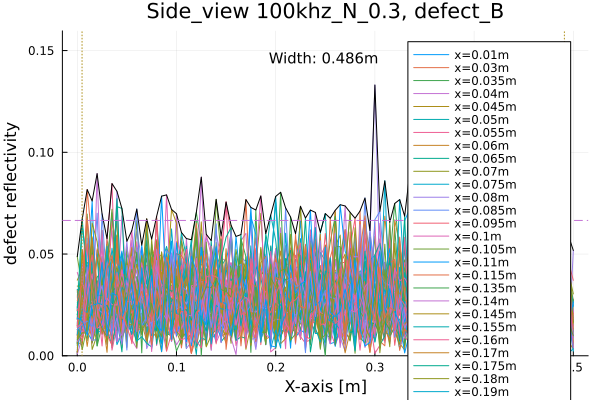 Side_view 100khz_N_0.3, defect_B
0.15
0.10
0.05
0.00
defect reflectivity
Width: 0.486m
x=0.01m
x=0.03m
x=0.035m
x=0.04m
x=0.045m
x=0.05m
x=0.055m
x=0.06m
x=0.065m
x=0.07m
x=0.075m
x=0.08m
x=0.085m
x=0.095m
x=0.1m
x=0.105m
x=0.11m
x=0.115m
x=0.135m
x=0.14m
x=0.145m
x=0.155m
x=0.16m
x=0.17m
x=0.175m
x=0.18m
x=0.19m
0.0 0.1 0.2 0.3 .5
X-axis [m]